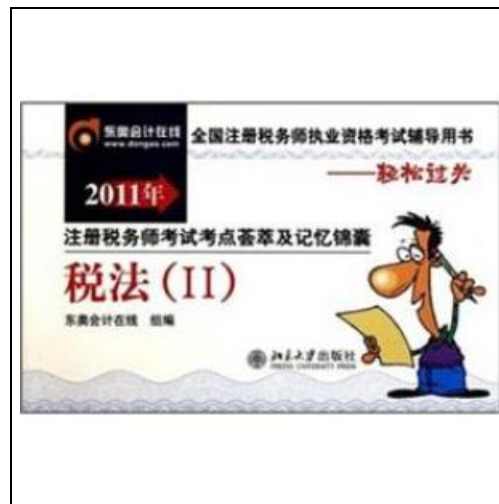 东奥会计在线
www.dongao.com
全国注册税务师执业资格考试辅导用书
——轻松过关
2011年
注册税务师考试考点荟萃及记忆锦囊
税法(II)
东奥会计在线 组编
北京大学出版社
PEKING UNIVERSITY PRESS